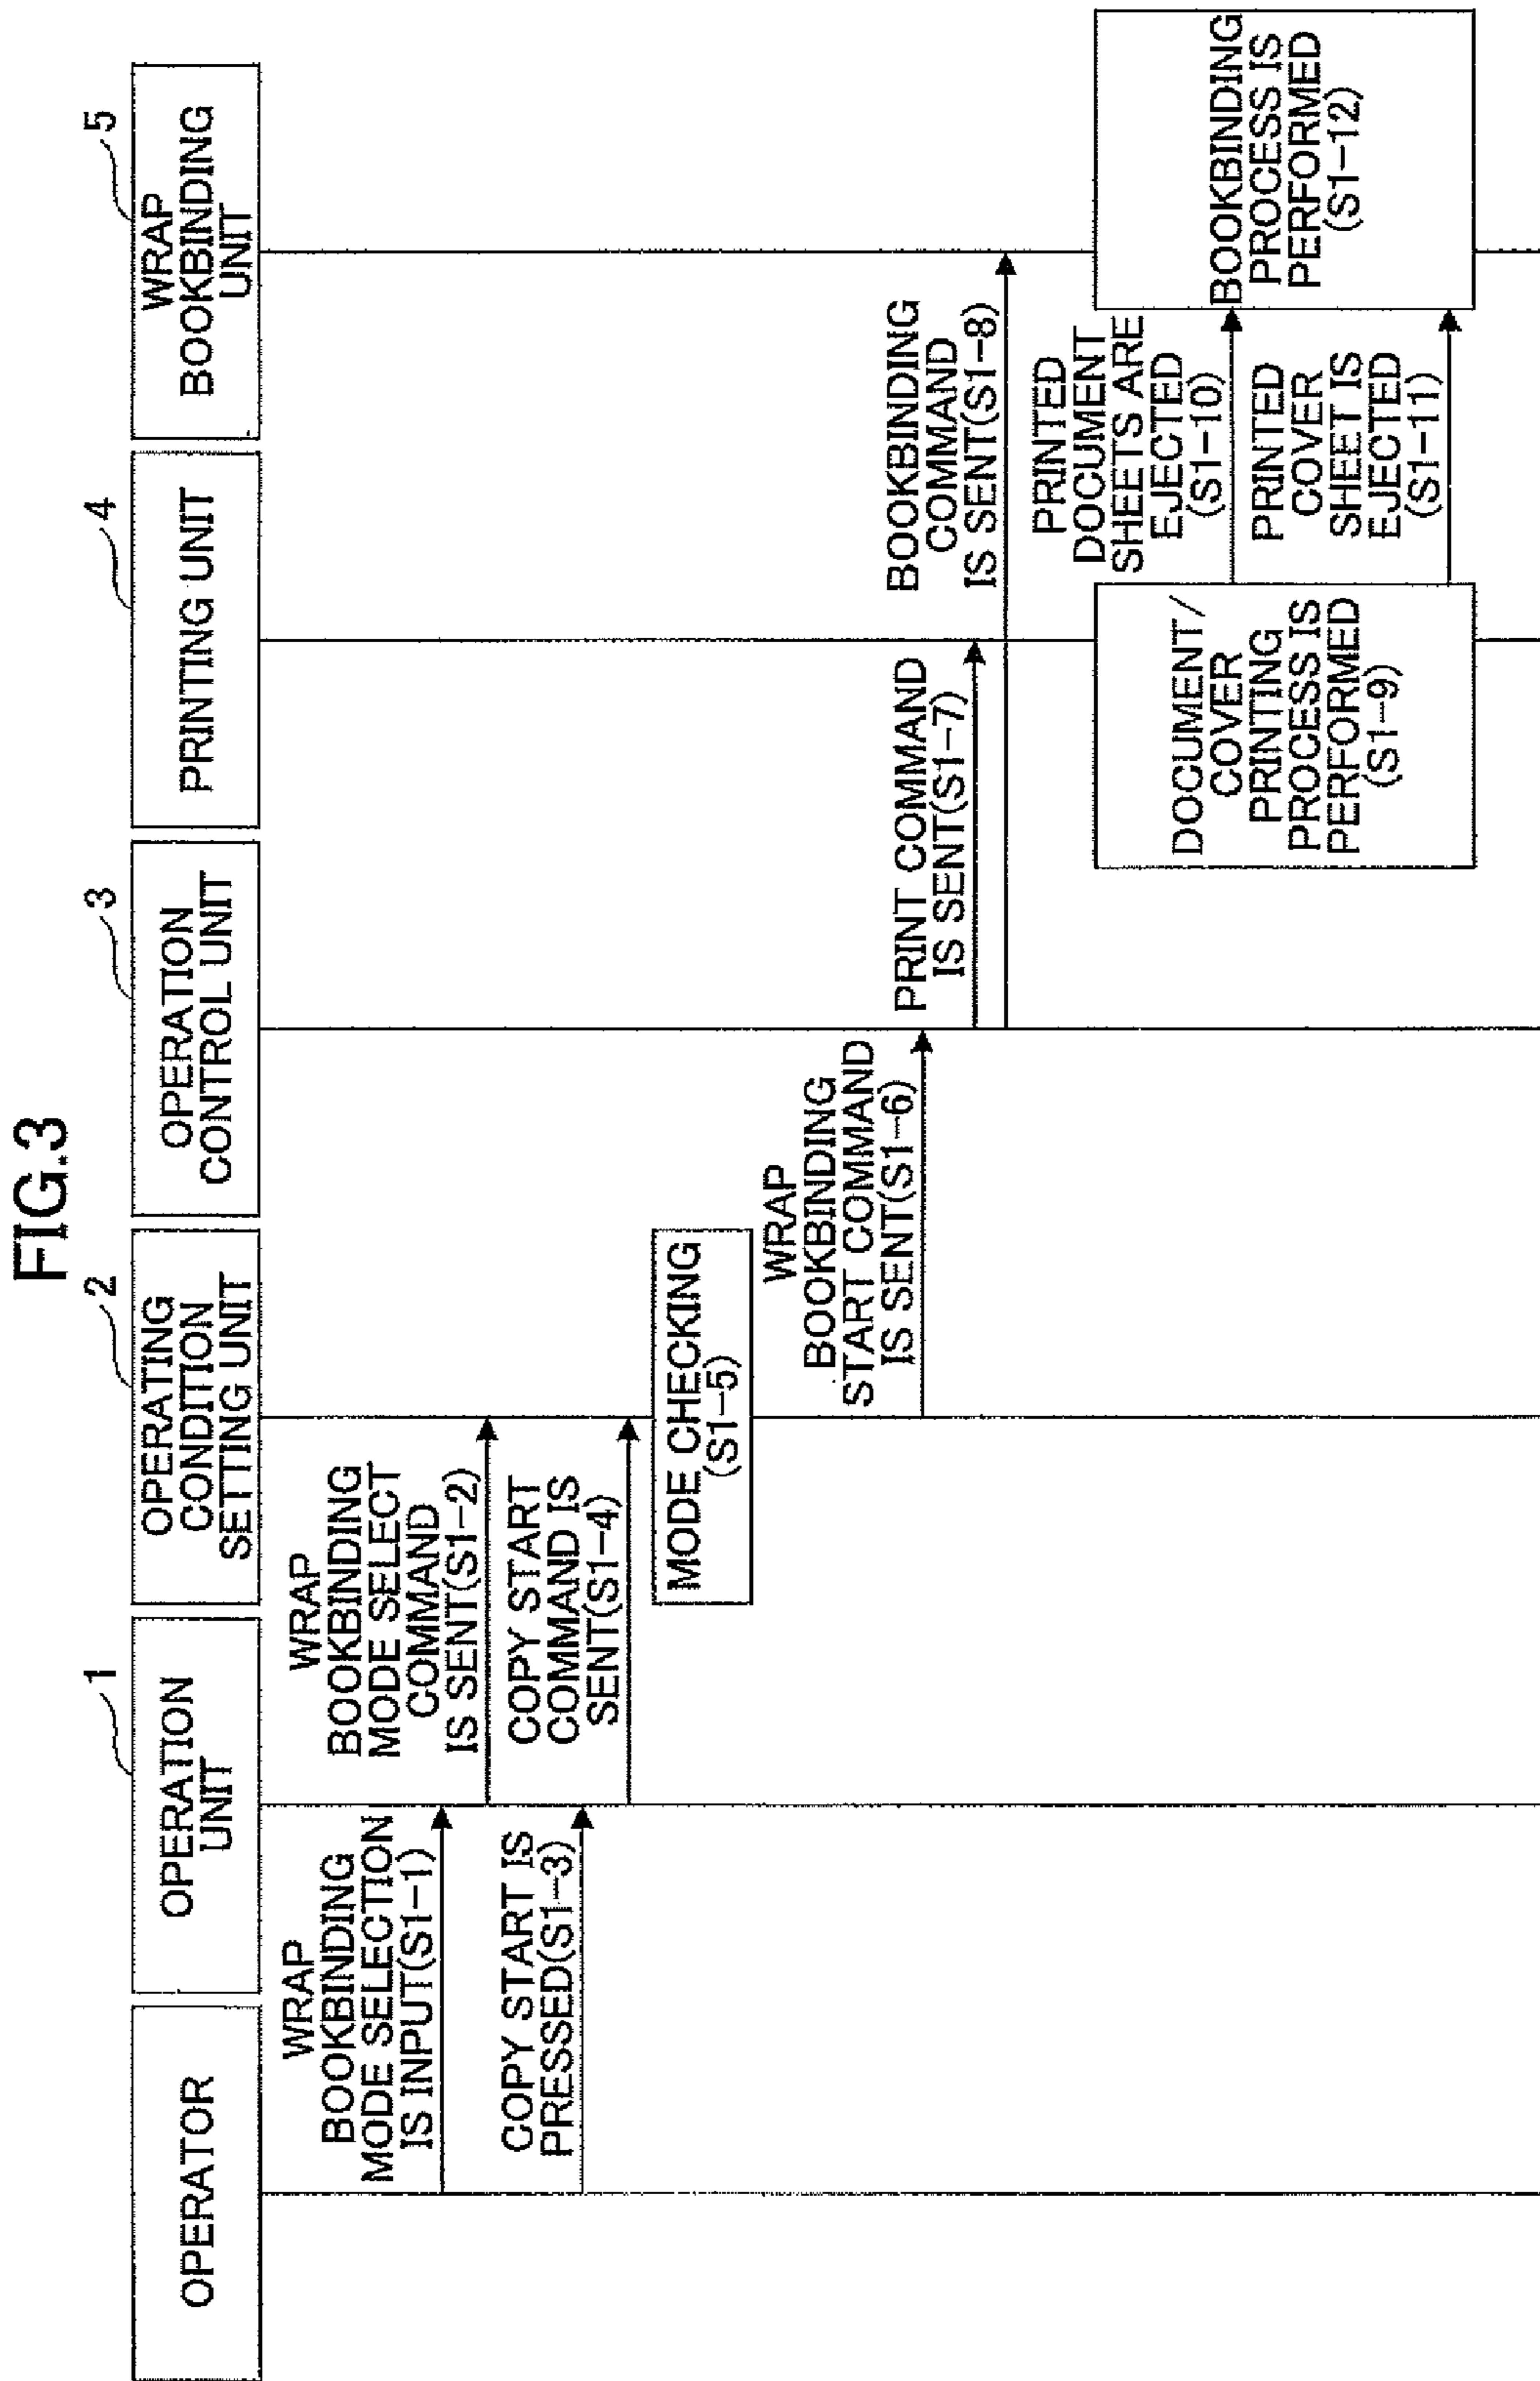 FIG.3
OPERATOR
1
OPERATION
UNIT
2
OPERATING
CONDITION
SETTING UNIT
3
OPERATION
CONTROL UNIT
4
PRINTING UNIT
5
WRAP
BOOKBINDING
UNIT
WRAP
BOOKBINDING
MODE SELECTION
IS INPUT(S1-1)
WRAP
BOOKBINDING
MODE SELECT
COMMAND
IS SENT(S1-2)
COPY START IS
PRESSED(S1-3)
COPY START
COMMAND IS
SENT(S1-4)
MODE CHECKING
(S1-5)
WRAP
BOOKBINDING
START COMMAND
IS SENT(S1-6)
PRINT COMMAND
IS SENT(S1-7)
BOOKBINDING
COMMAND
IS SENT(S1-8)
DOCUMENT/
COVER
PRINTING
PROCESS IS
PERFORMED
(S1-9)
PRINTED
DOCUMENT
SHEETS ARE
EJECTED
(S1-10)
PRINTED
COVER
SHEET IS
EJECTED
(S1-11)
BOOKBINDING
PROCESS IS
PERFORMED
(S1-12)